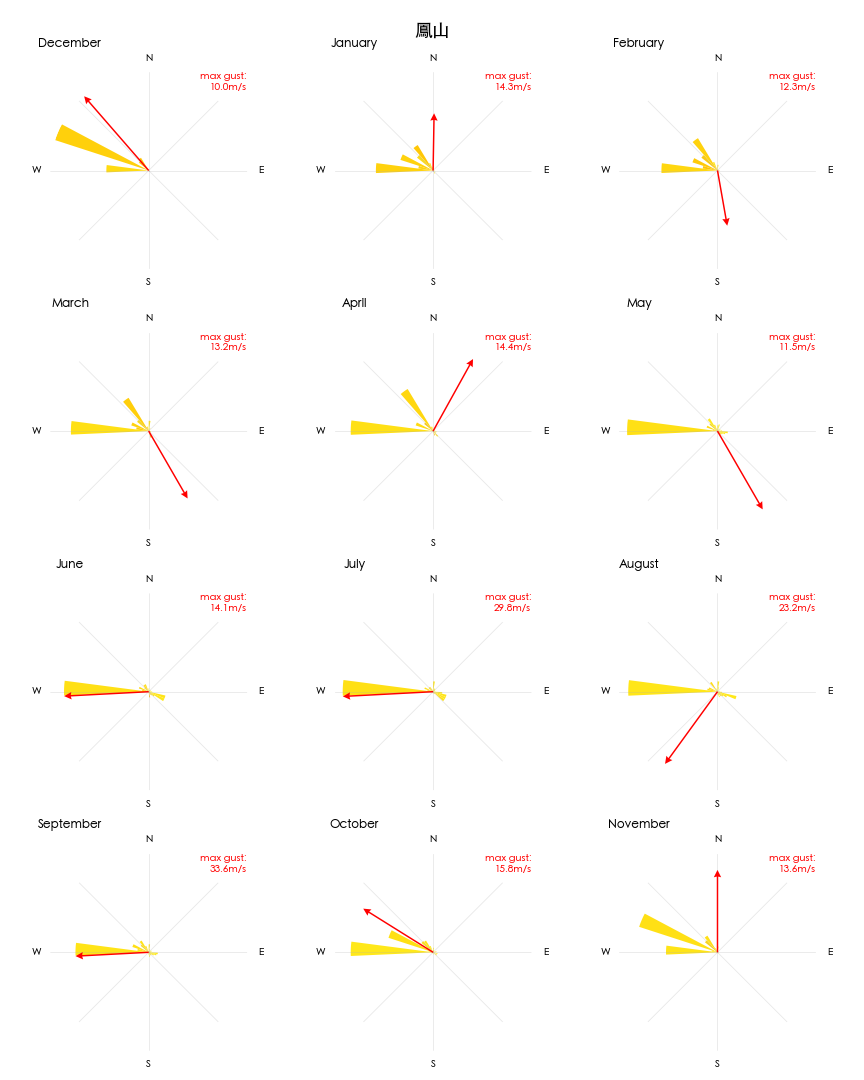 鳳山
December
N
max gust:
10.0m/s
W
E
S
January
N
max gust:
14.3m/s
W
E
S
February
N
max gust:
12.3m/s
W
E
S
March
N
max gust:
13.2m/s
W
E
S
April
N
max gust:
14.4m/s
W
E
S
May
N
max gust:
11.5m/s
W
E
S
June
N
max gust:
14.1m/s
W
E
S
July
N
max gust:
29.8m/s
W
E
S
August
N
max gust:
23.2m/s
W
E
S
September
N
max gust:
33.6m/s
W
E
S
October
N
max gust:
15.8m/s
W
E
S
November
N
max gust:
13.6m/s
W
E
S